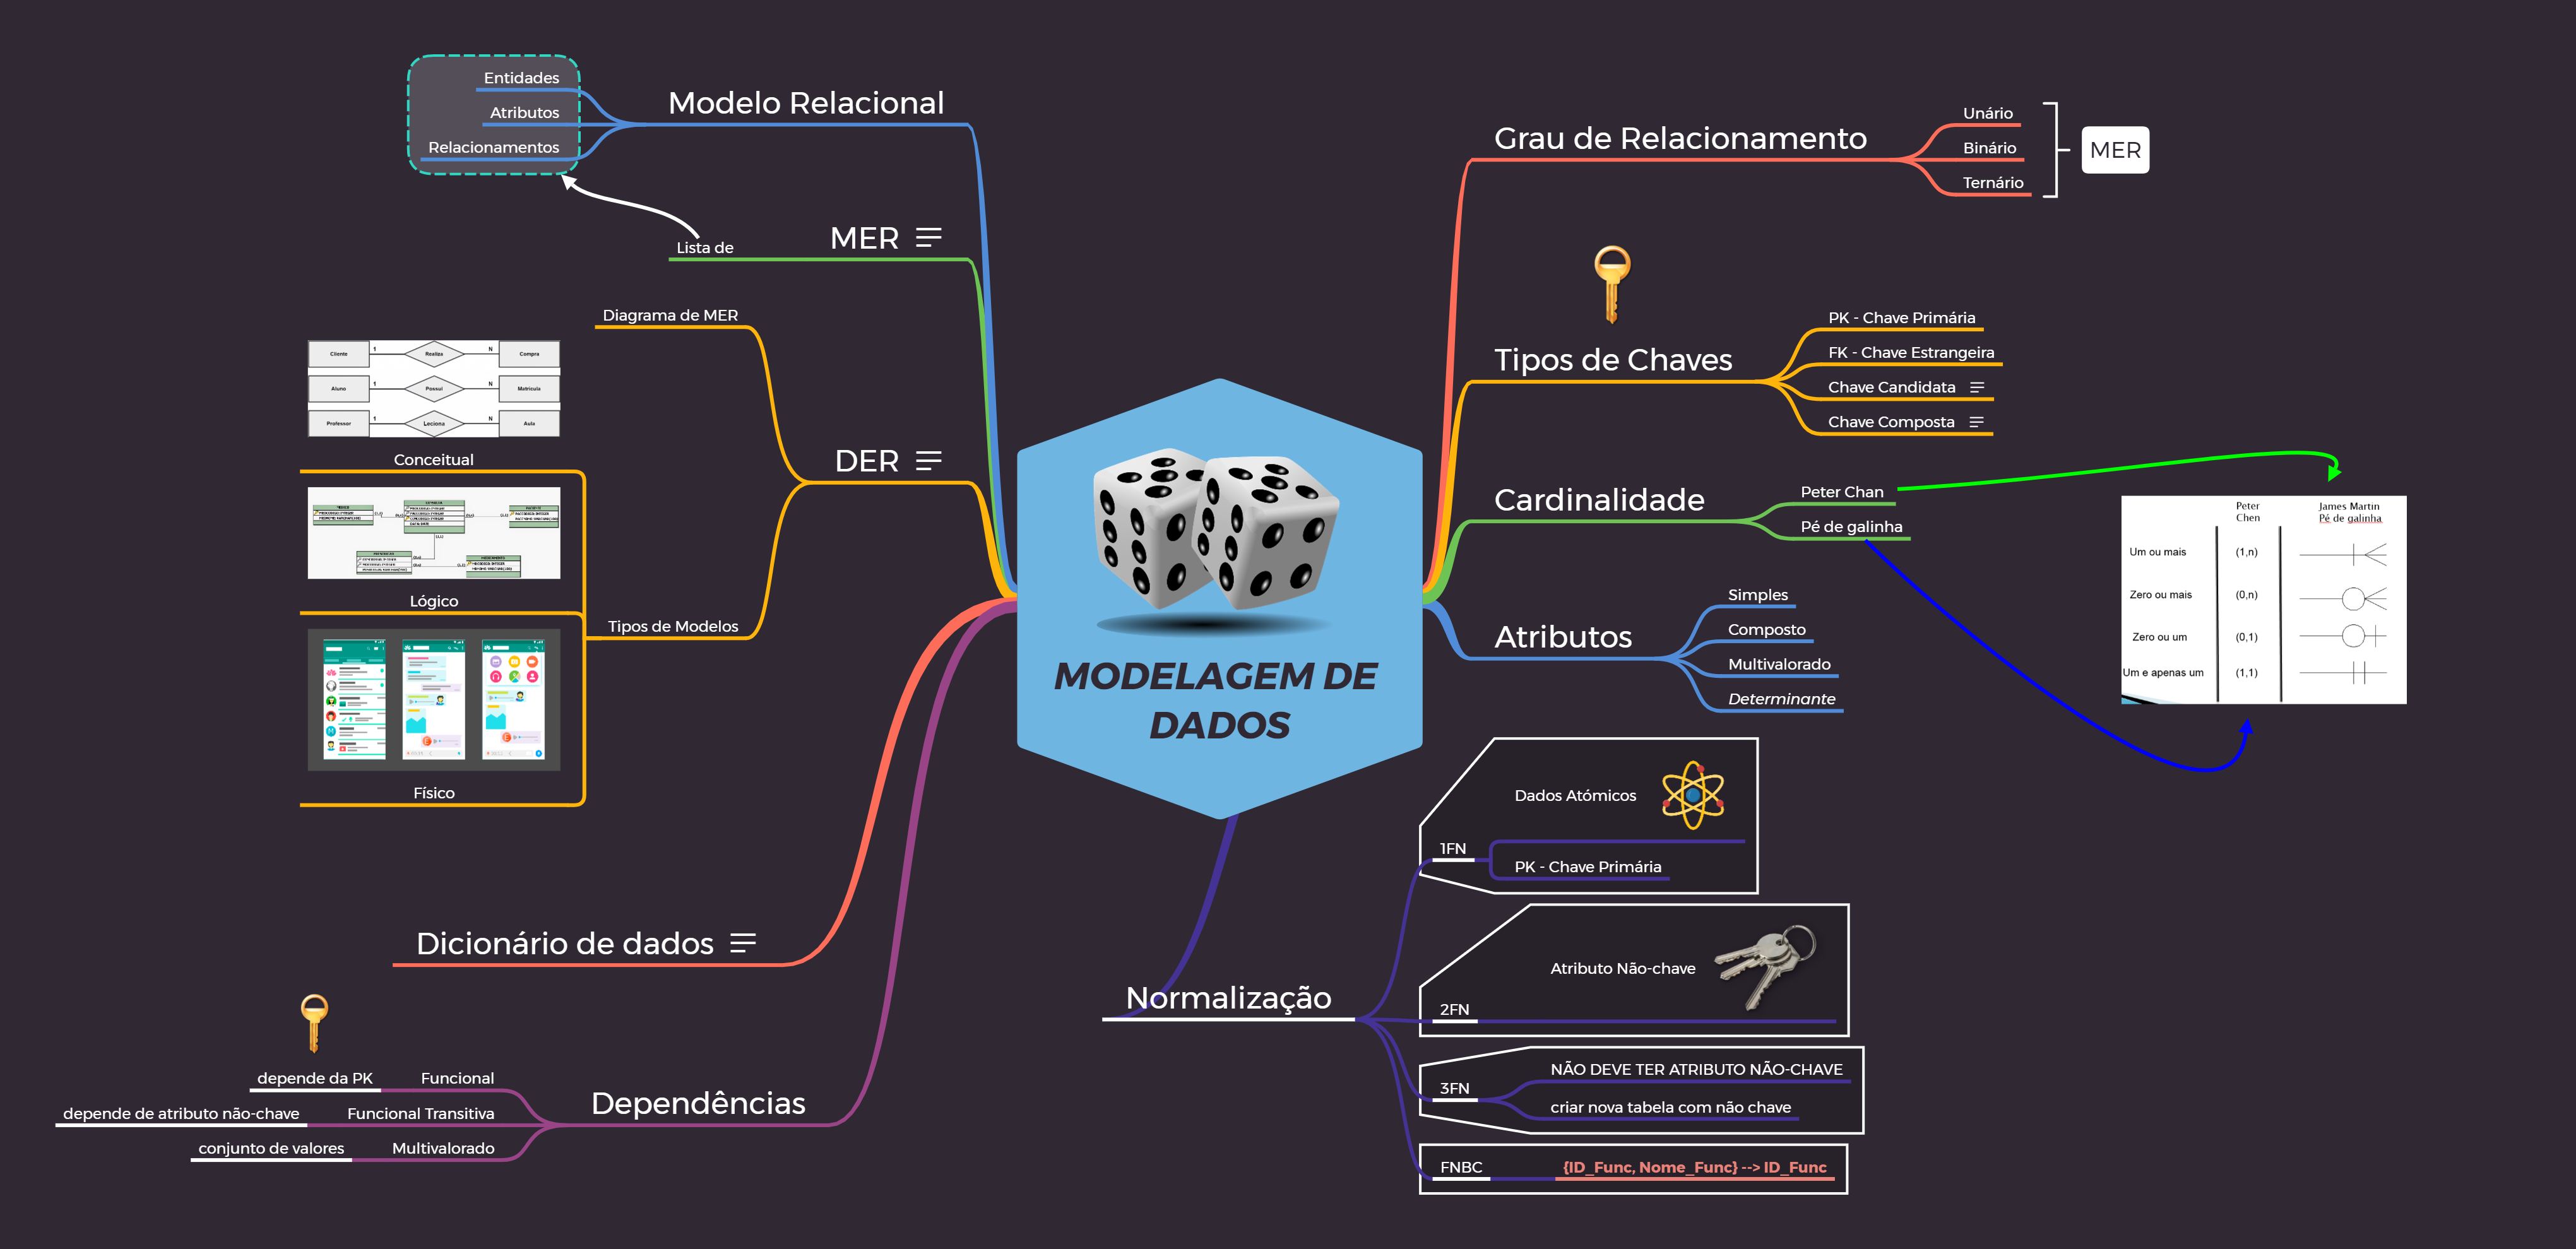 Entidades
Atributos
Relacionamentos
Modelo Relacional
MER
Lista de
DER
Diagrama de MER
Tipos de Modelos
Cliente 1 Realiza N Compra
Aluno 1 Possui N Matrícula
Professor 1 Leciona N Aula
Conceitual
Lógico
Físico
Dicionário de dados
Dependências
depende da PK Funcional
depende de atributo não-chave Funcional Transitiva
conjunto de valores Multivalorado
MODELAGEM DE
DADOS
Grau de Relacionamento
Unário
Binário
Ternário
MER
Tipos de Chaves
PK - Chave Primária
FK - Chave Estrangeira
Chave Candidata
Chave Composta
Cardinalidade
Peter Chan
Pé de galinha
Peter
Chen
James Martin
Pé de galinha
Um ou mais (1,n)
Zero ou mais (0,n)
Zero ou um (0,1)
Um e apenas um (1,1)
Atributos
Simples
Composto
Multivalorado
Determinante
Normalização
1FN
Dados Atómicos
PK - Chave Primária
2FN
Atributo Não-chave
3FN
NÃO DEVE TER ATRIBUTO NÃO-CHAVE
criar nova tabela com não chave
FNBC
{ID_Func, Nome_Func} --> ID_Func